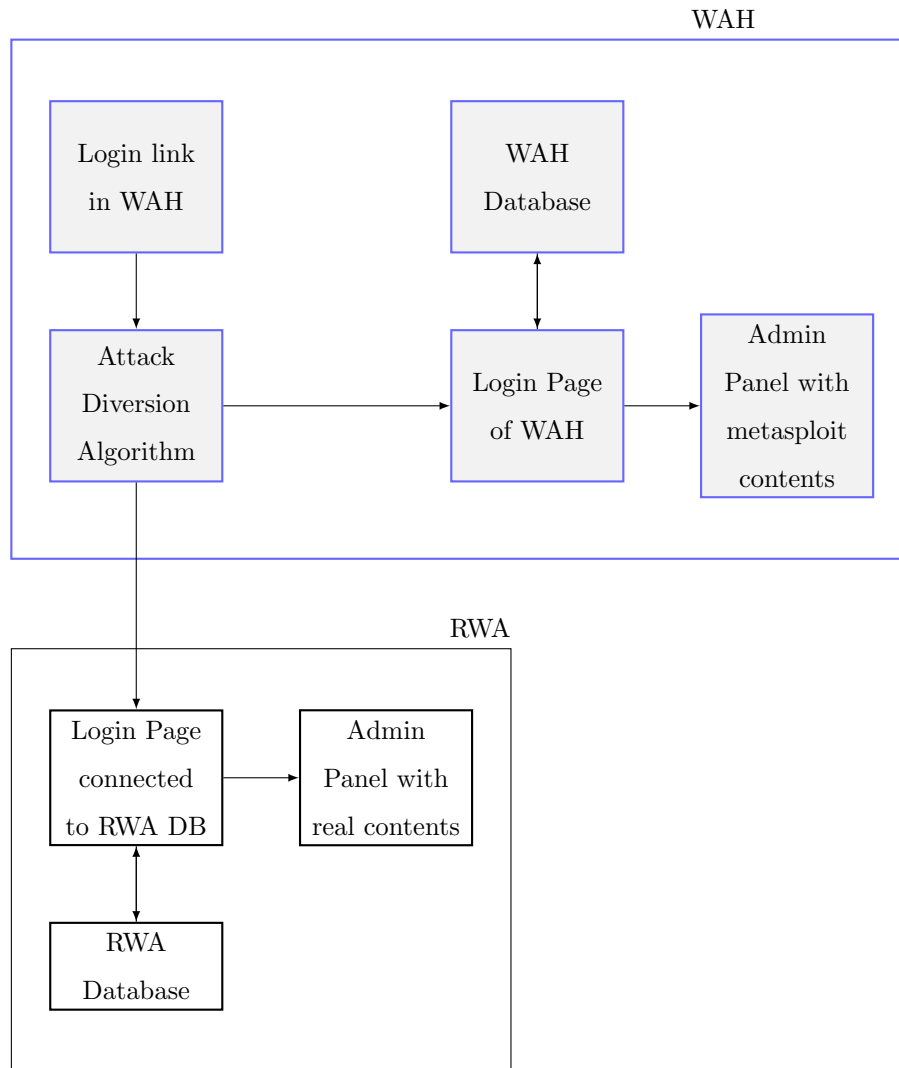 WAH
Login link
in WAH
WAH
Database
Attack
Diversion
Algorithm
Login Page
of WAH
Admin
Panel with
metasploit
contents
RWA
Login Page
connected
to RWA DB
Admin
Panel with
real contents
RWA
Database